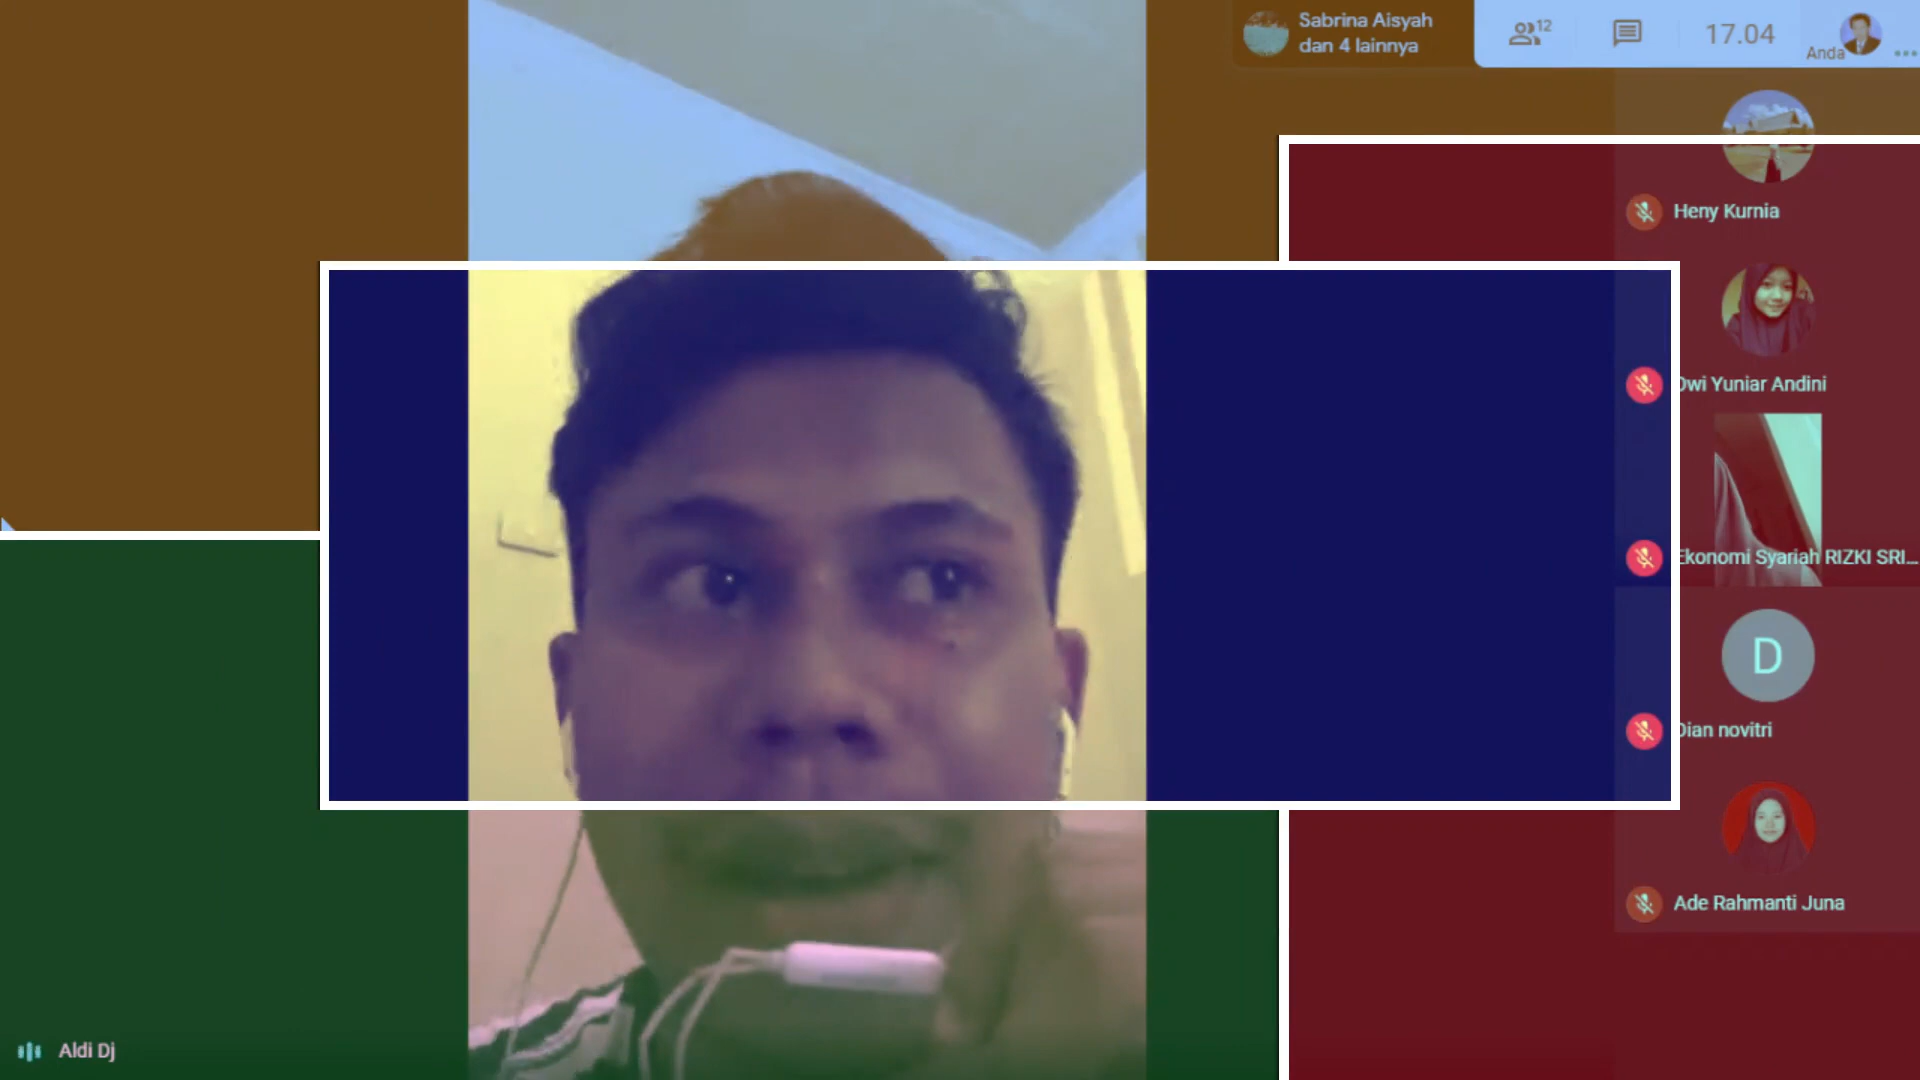 Sabrina Aisyah
dan 4 lainnya
12
17.04
Anda
Heny Kurnia
Dwi Yuniar Andini
Ekonomi Syariah RIZKI SRI...
D
Dian novitri
Ade Rahmanti Juna
Aldi Dj